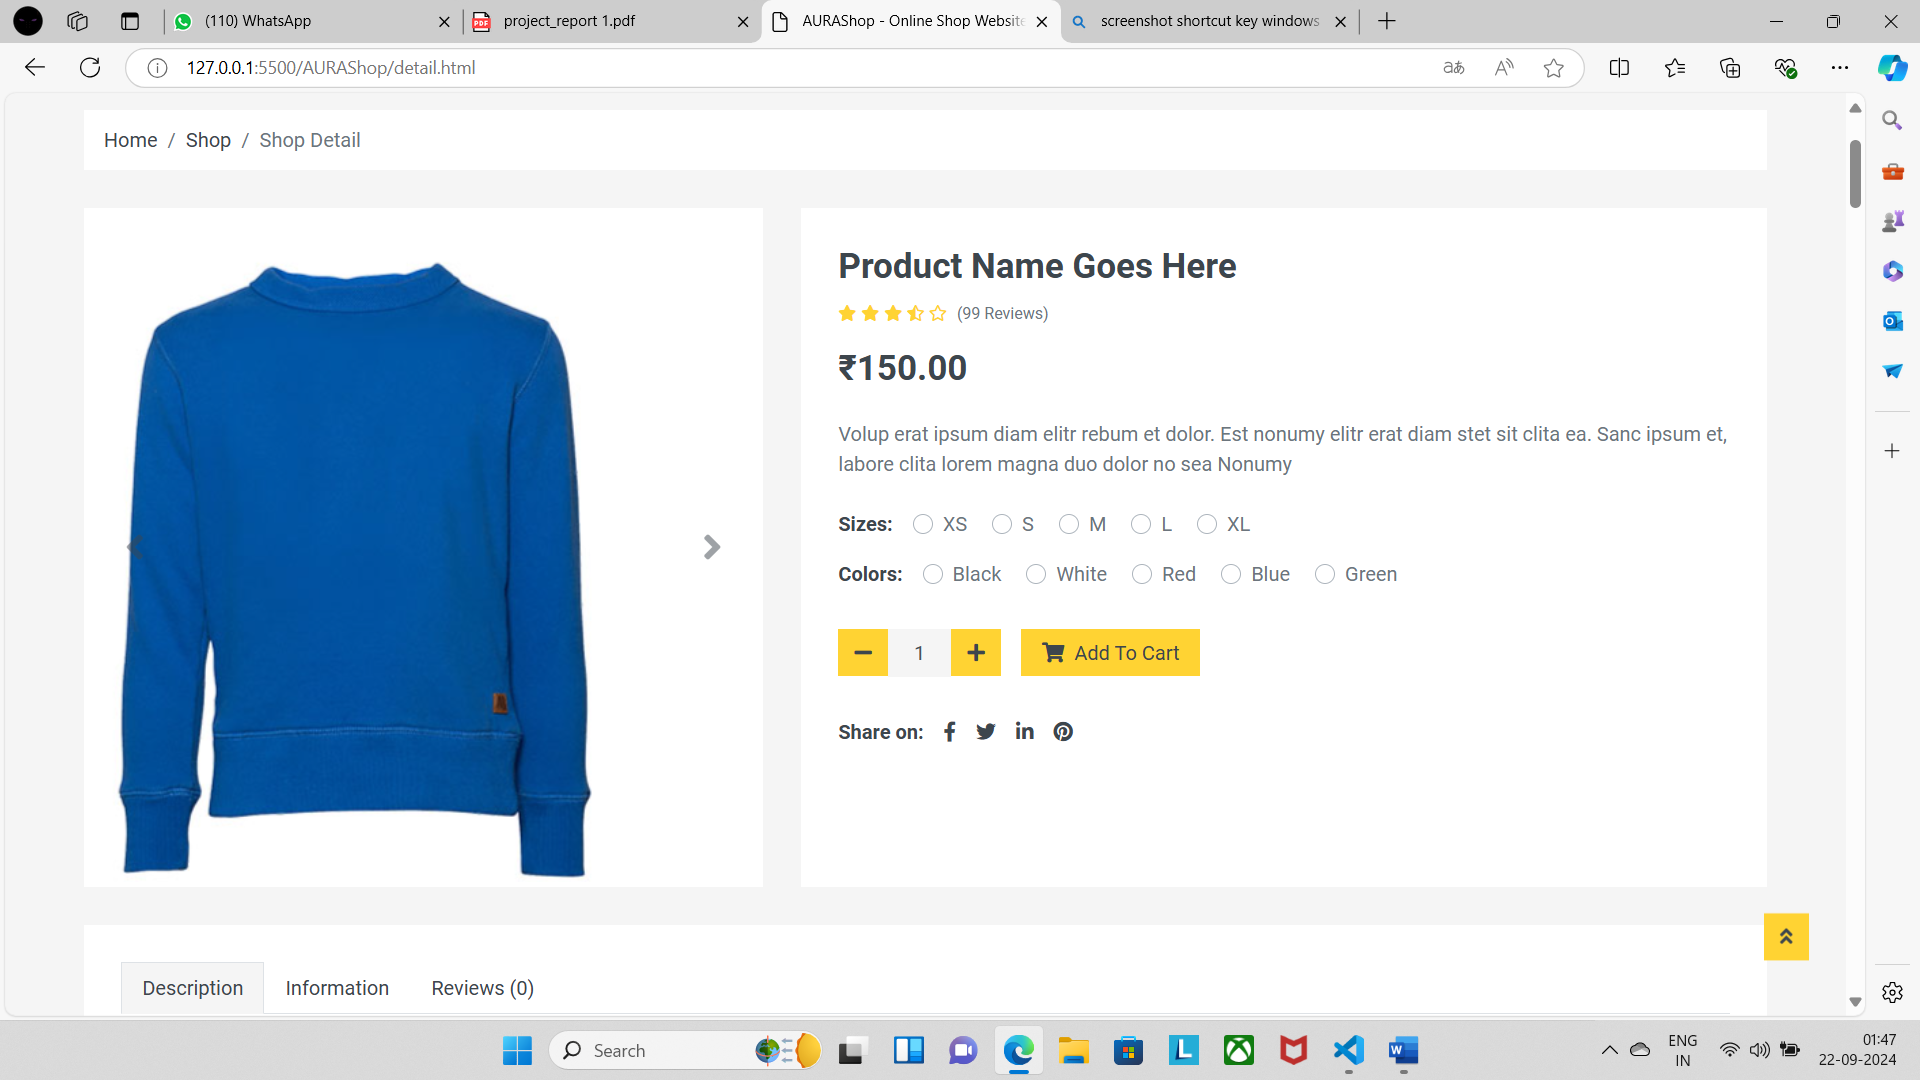 (110) WhatsApp
project_report 1.pdf
AURAShop - Online Shop Website
screenshot shortcut key windows
127.0.0.1:5500/AURAShop/detail.html
Home / Shop / Shop Detail
Product Name Goes Here
(99 Reviews)
₹150.00
Volup erat ipsum diam elitr rebum et dolor. Est nonumy elitr erat diam stet sit clita ea. Sanc ipsum et,
labore clita lorem magna duo dolor no sea Nonumy
Sizes: XS S M L XL
Colors: Black White Red Blue Green
1 Add To Cart
Share on:
Description Information Reviews (0)
Search
ENG
IN
01:47
22-09-2024